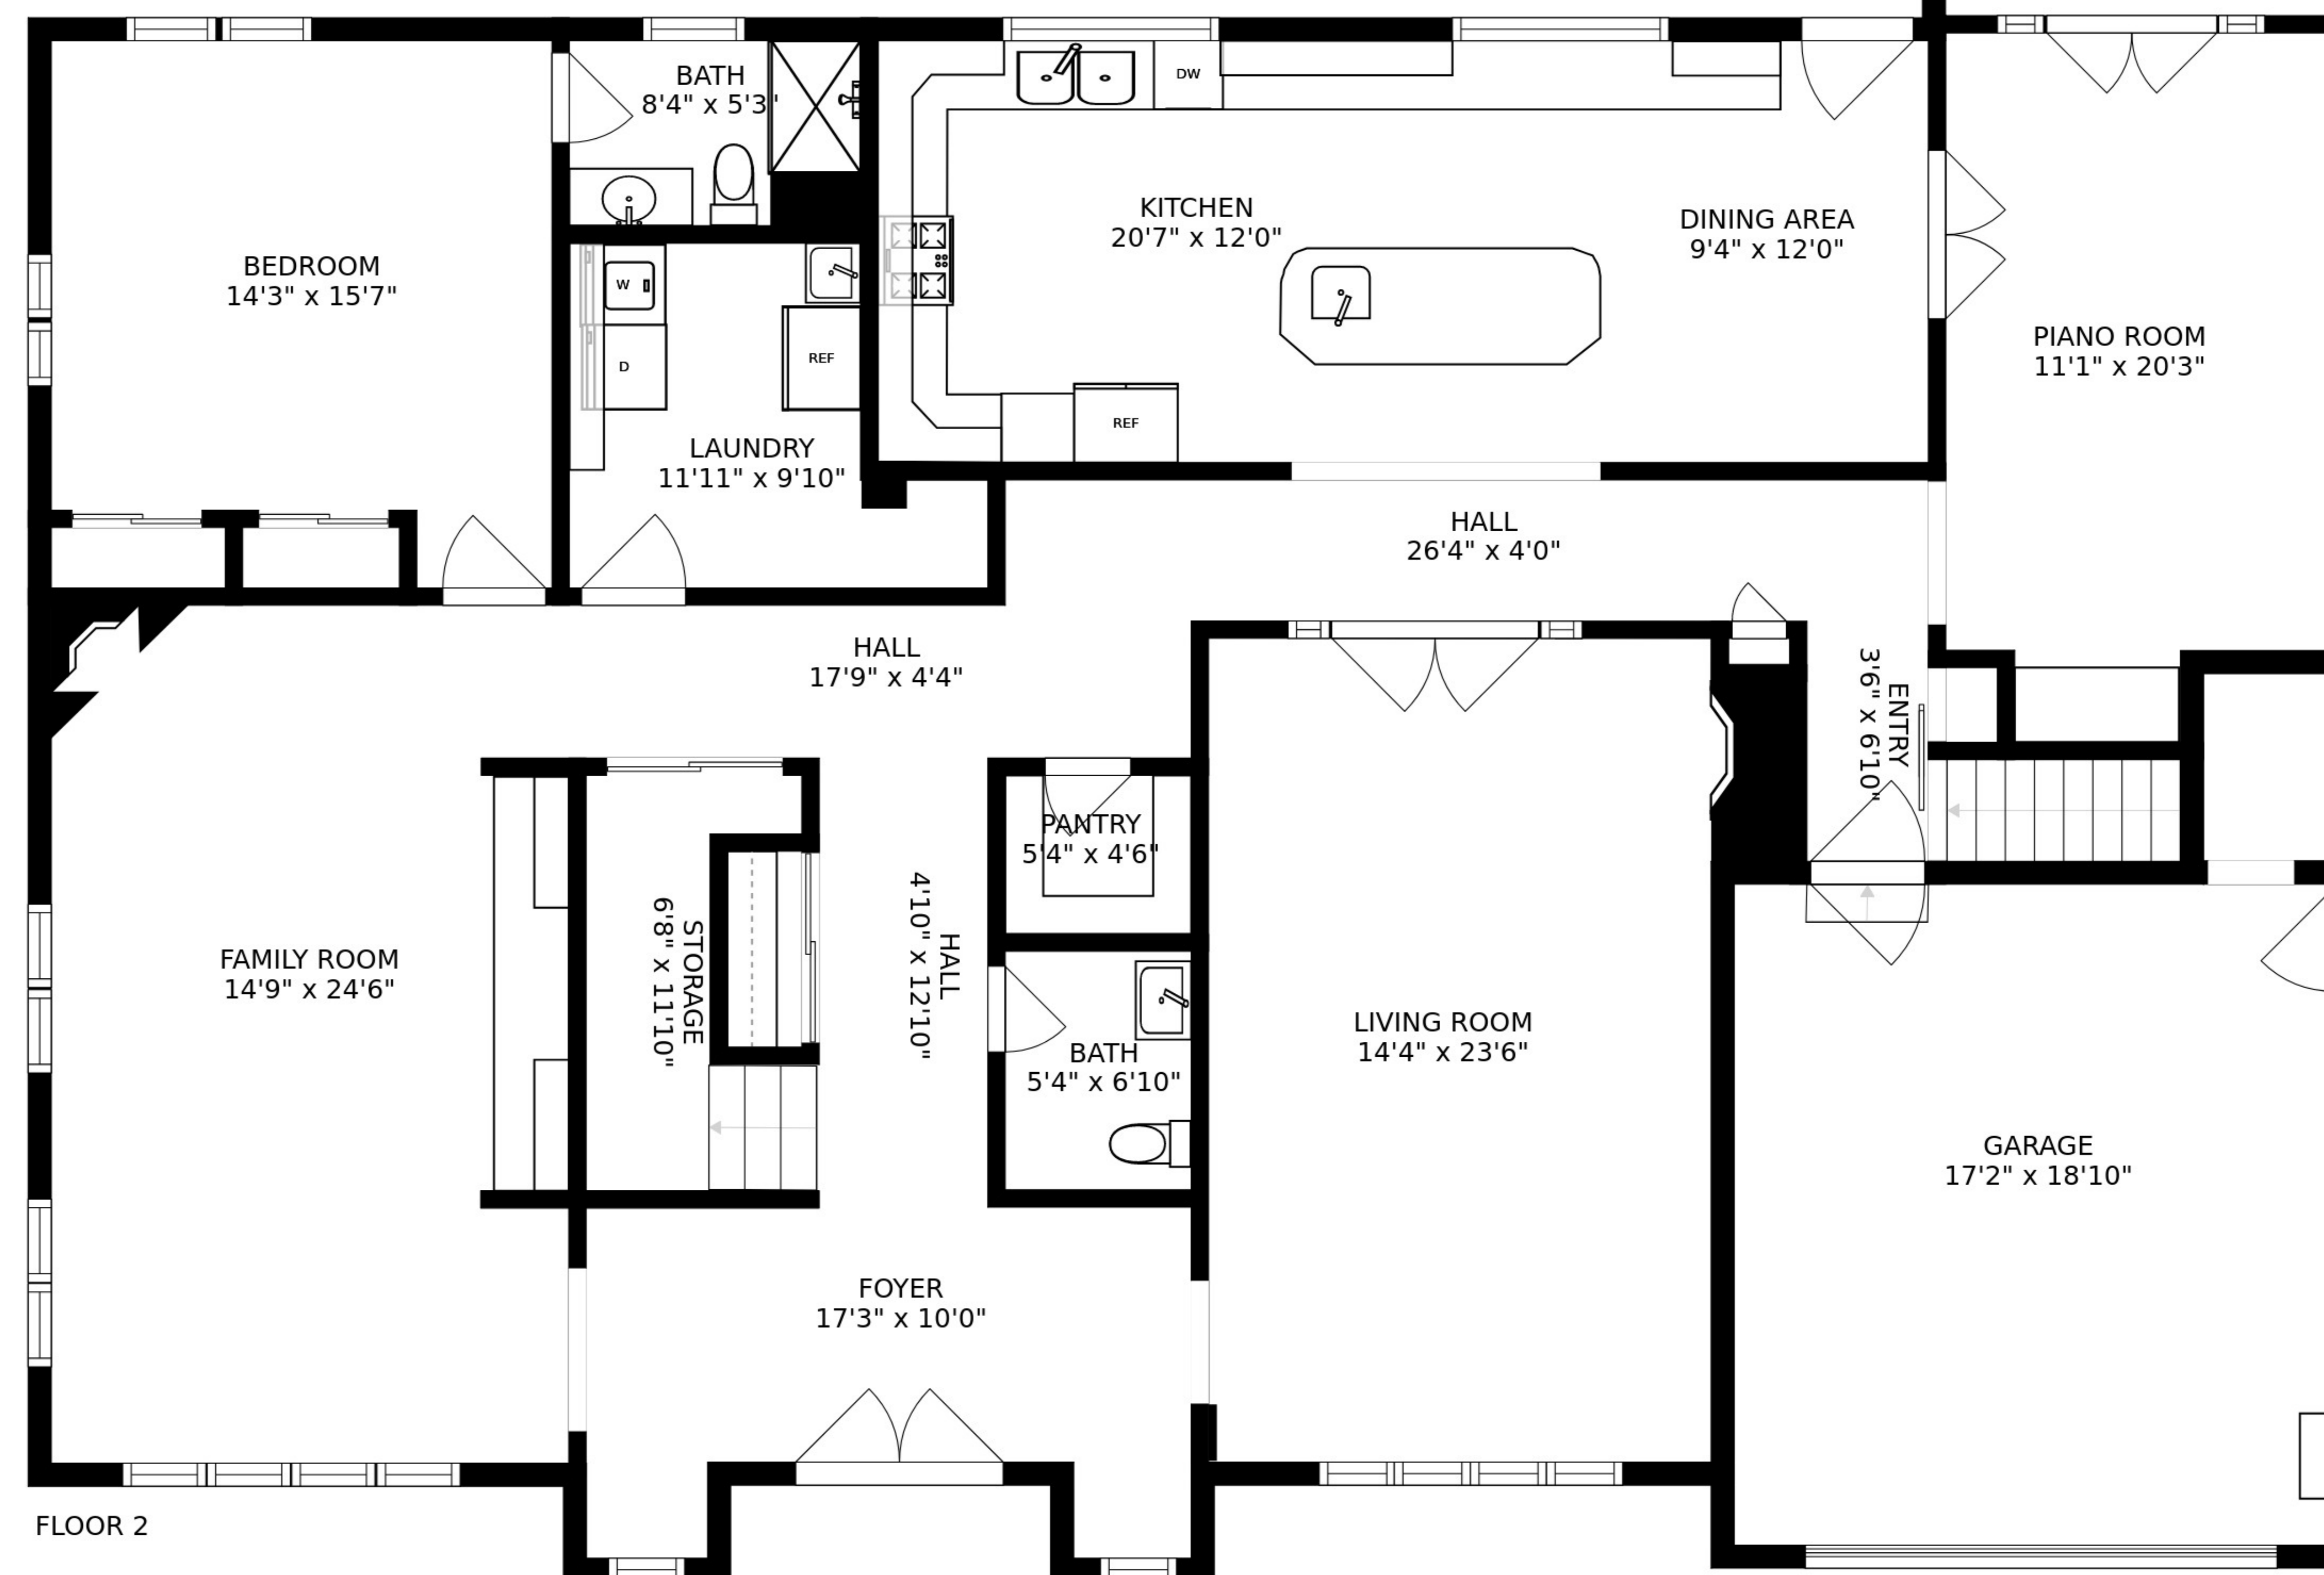 BATH
8'4" x 5'3"
DW
KITCHEN
20'7" x 12'0"
DINING AREA
9'4" x 12'0"
BEDROOM
14'3" x 15'7"
W
D
REF
PIANO ROOM
11'1" x 20'3"
REF
LAUNDRY
11'11" x 9'10"
HALL
26'4" x 4'0"
HALL
17'9" x 4'4"
ENTRY
3'6" x 6'10"
PANTRY
5'4" x 4'6"
FAMILY ROOM
14'9" x 24'6"
STORAGE
6'8" x 11'10"
HALL
4'10" x 12'10"
BATH
5'4" x 6'10"
LIVING ROOM
14'4" x 23'6"
GARAGE
17'2" x 18'10"
FOYER
17'3" x 10'0"
FLOOR 2